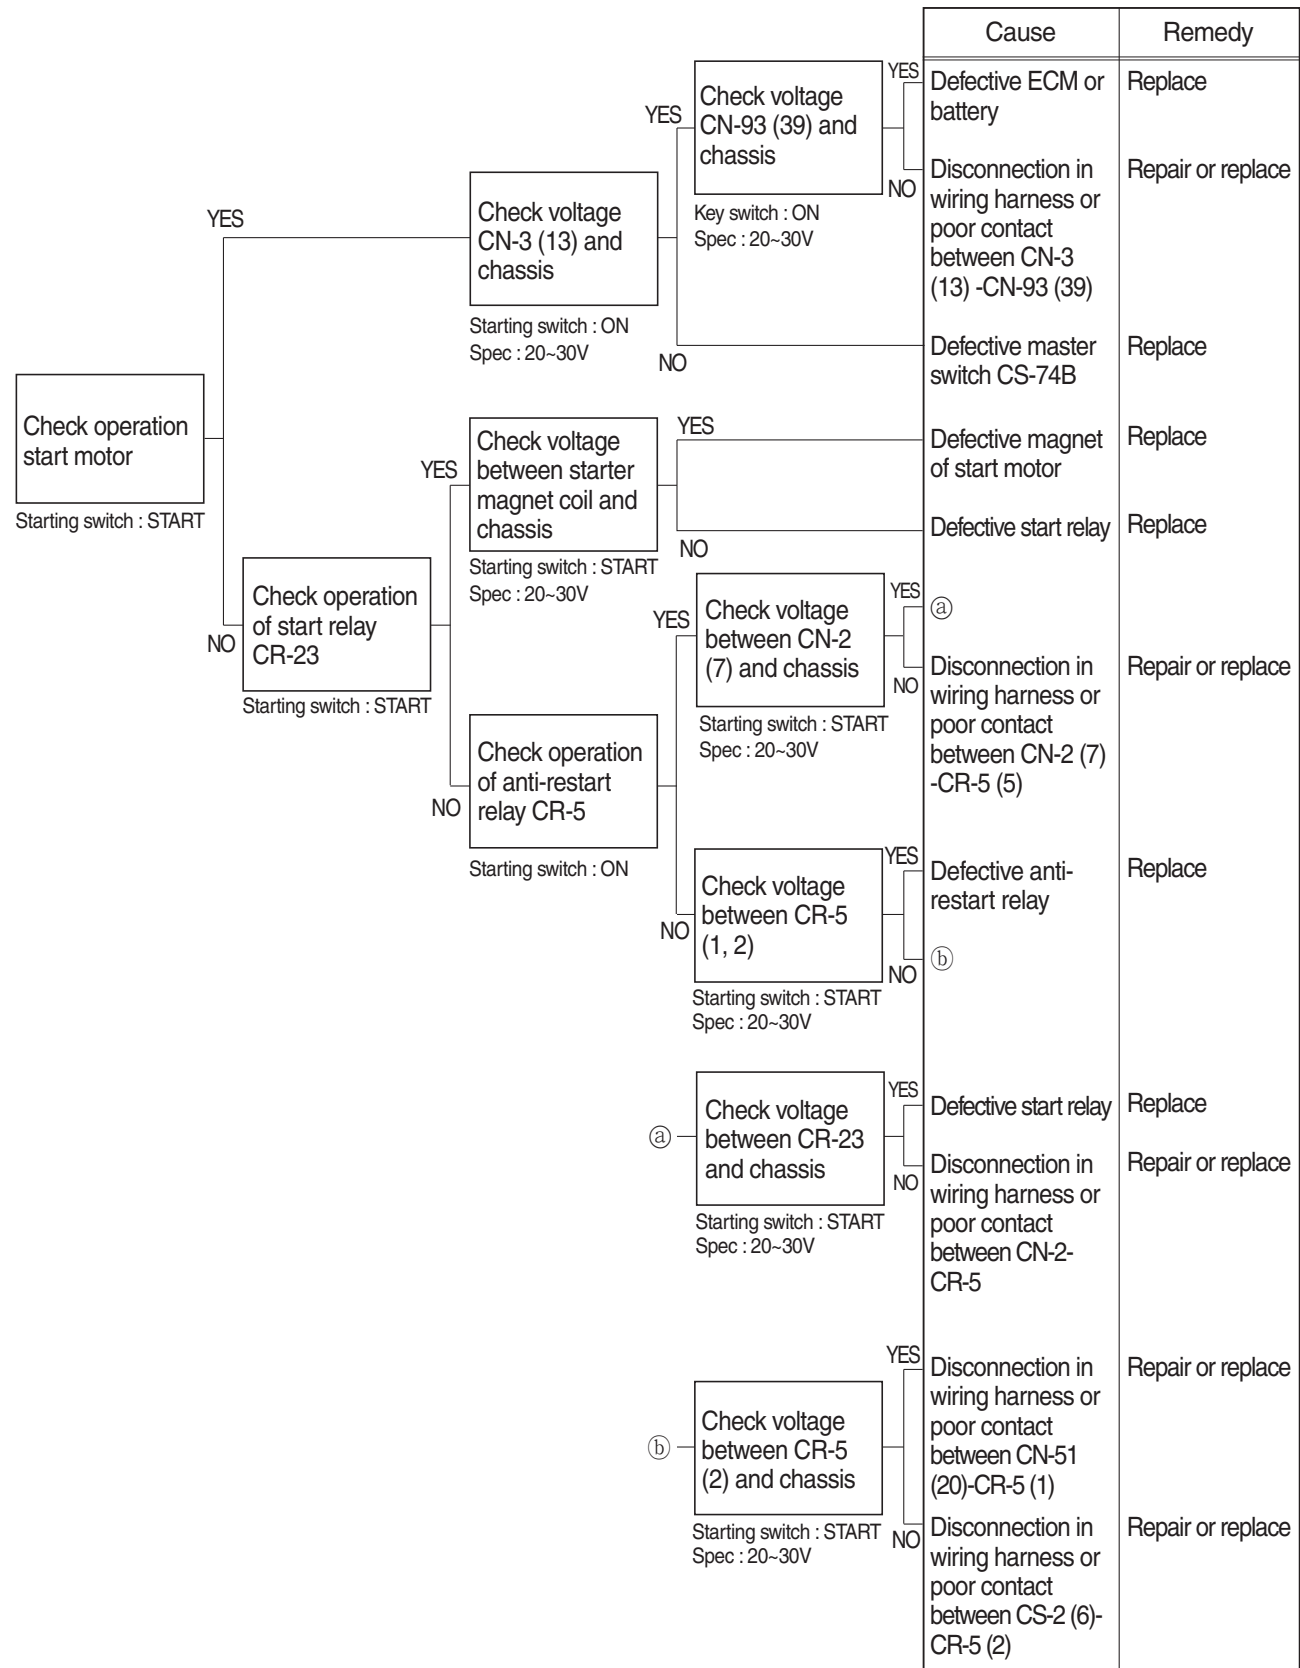 Cause
Remedy
YES
Check voltage
CN-93 (39) and
chassis
YES
NO
Key switch : ON
Spec : 20~30V
Defective ECM or
battery
Replace
Disconnection in
wiring harness or
poor contact
between CN-3
(13) -CN-93 (39)
Repair or replace
YES
Check voltage
CN-3 (13) and
chassis
Starting switch : ON
Spec : 20~30V
NO
Defective master
switch CS-74B
Replace
Check operation
start motor
Starting switch : START
YES
Check voltage
between starter
magnet coil and
chassis
Starting switch : START
Spec : 20~30V
YES
NO
Defective magnet
of start motor
Replace
Defective start relay
Replace
NO
Check operation
of start relay
CR-23
Starting switch : START
YES
Check voltage
between CN-2
(7) and chassis
Starting switch : START
Spec : 20~30V
YES
NO
ⓐ
Disconnection in
wiring harness or
poor contact
between CN-2 (7)
-CR-5 (5)
Repair or replace
NO
Check operation
of anti-restart
relay CR-5
Starting switch : ON
NO
Check voltage
between CR-5
(1, 2)
Starting switch : START
Spec : 20~30V
YES
NO
Defective anti-
restart relay
Replace
ⓑ
ⓐ
Check voltage
between CR-23
and chassis
Starting switch : START
Spec : 20~30V
YES
NO
Defective start relay
Replace
Disconnection in
wiring harness or
poor contact
between CN-2-
CR-5
Repair or replace
ⓑ
Check voltage
between CR-5
(2) and chassis
Starting switch : START
Spec : 20~30V
YES
NO
Disconnection in
wiring harness or
poor contact
between CN-51
(20)-CR-5 (1)
Repair or replace
Disconnection in
wiring harness or
poor contact
between CS-2 (6)-
CR-5 (2)
Repair or replace